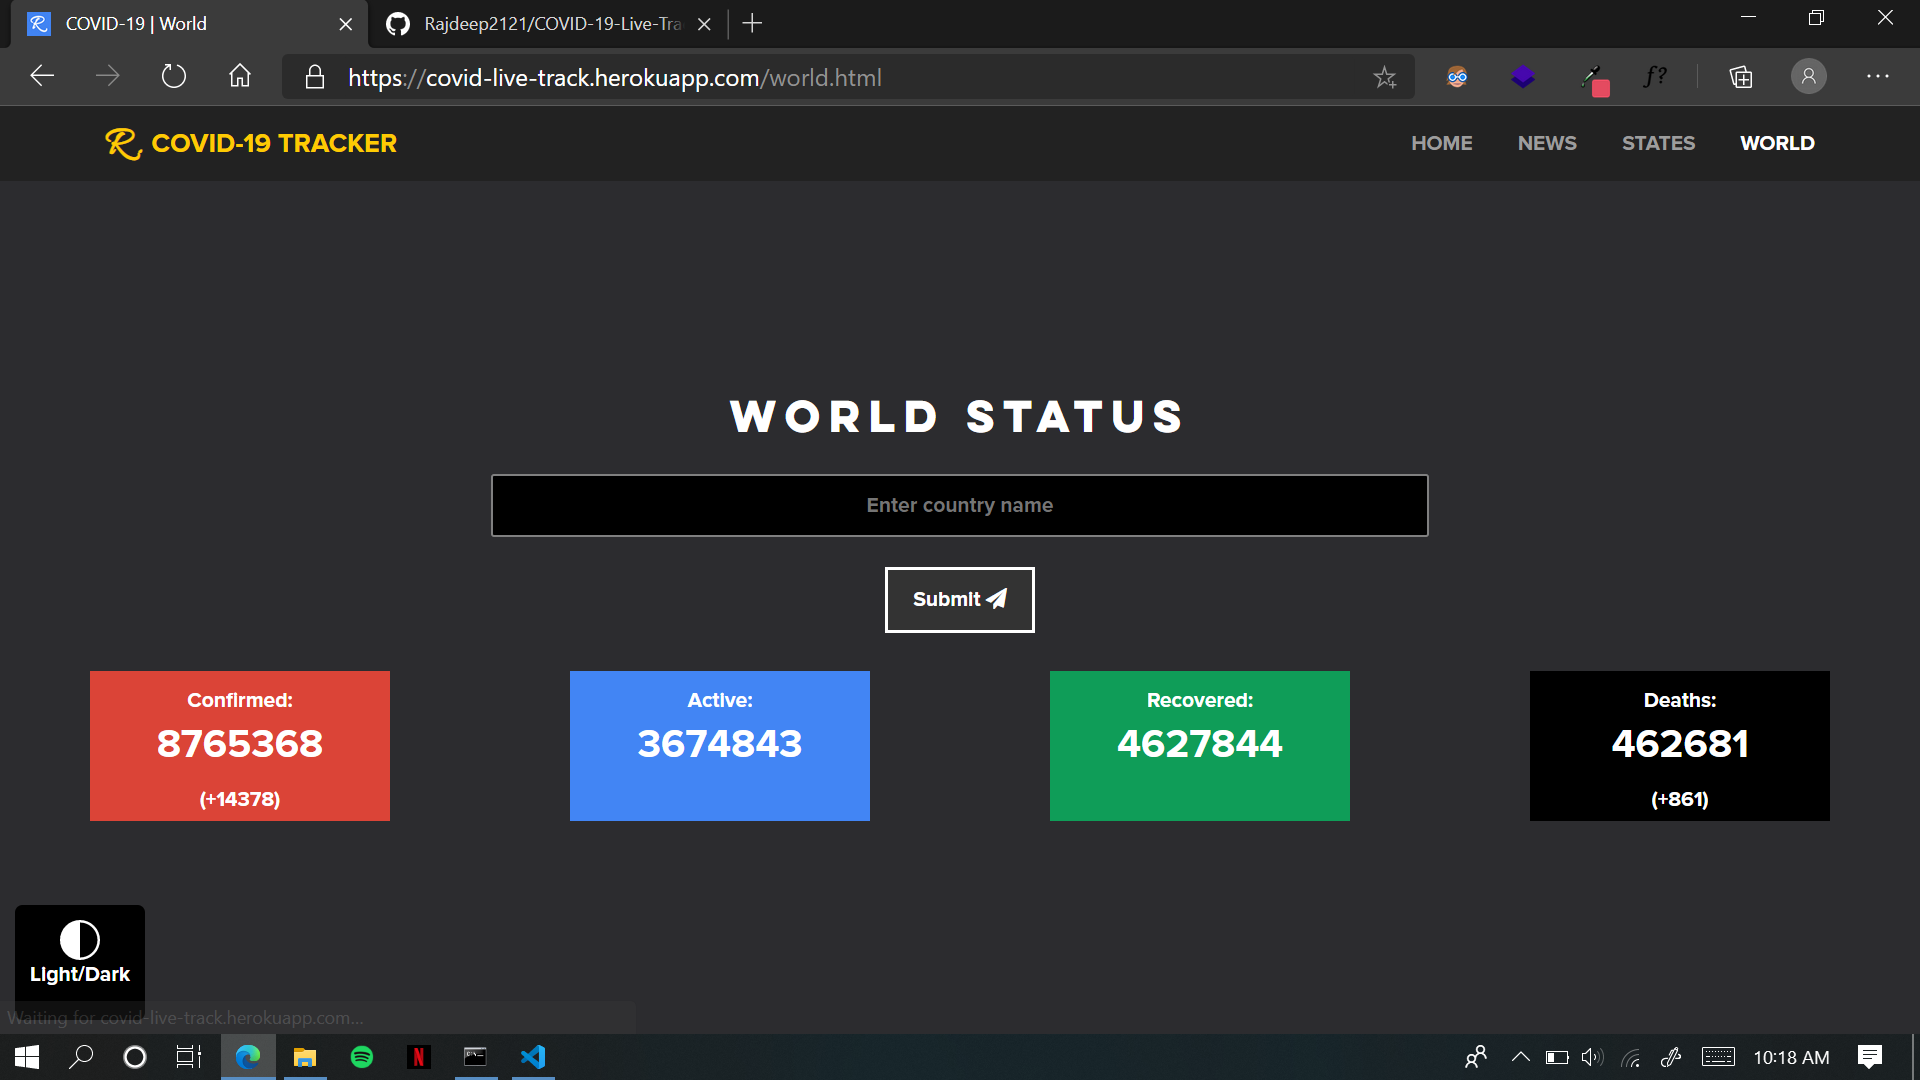 COVID-19 | World
Rajdeep2121/COVID-19-Live-Tra
https://covid-live-track.herokuapp.com/world.html
f?
R COVID-19 TRACKER
HOME NEWS STATES WORLD
WORLD STATUS
Enter country name
Submit
Confirmed:
8765368
(+14378)
Active:
3674843
Recovered:
4627844
Deaths:
462681
(+861)
Light/Dark
Waiting for covid-live-track.herokuapp.com...
10:18 AM